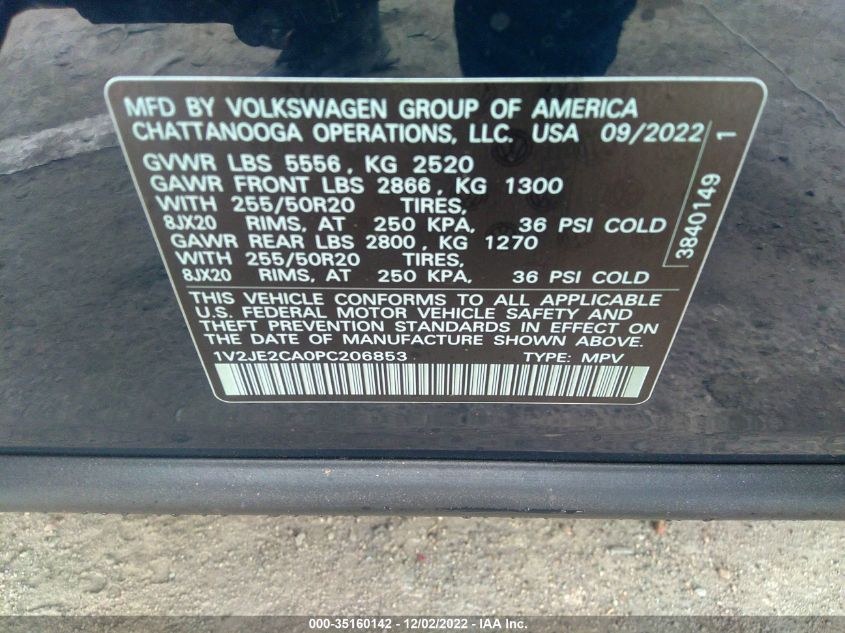 MFD BY VOLKSWAGEN GROUP OF AMERICA
CHATTANOOGA OPERATIONS, LLC. USA 09/2022
GVWR LBS 5556, KG 2520
GAWR FRONT LBS 2866, KG 1300
WITH 255/50R20 TIRES,
8JX20 RIMS, AT 250 KPA, 36 PSI COLD
GAWR REAR LBS 2800, KG 1270
WITH 255/50R20 TIRES,
8JX20 RIMS, AT 250 KPA, 36 PSI COLD
3840149 1
THIS VEHICLE CONFORMS TO ALL APPLICABLE
U.S. FEDERAL MOTOR VEHICLE SAFETY AND
THEFT PREVENTION STANDARDS IN EFFECT ON
THE DATE OF MANUFACTURE SHOWN ABOVE.
1V2JE2CA0PC206853 TYPE: MPV
000-35160142 - 12/02/2022 - © IAA Inc.